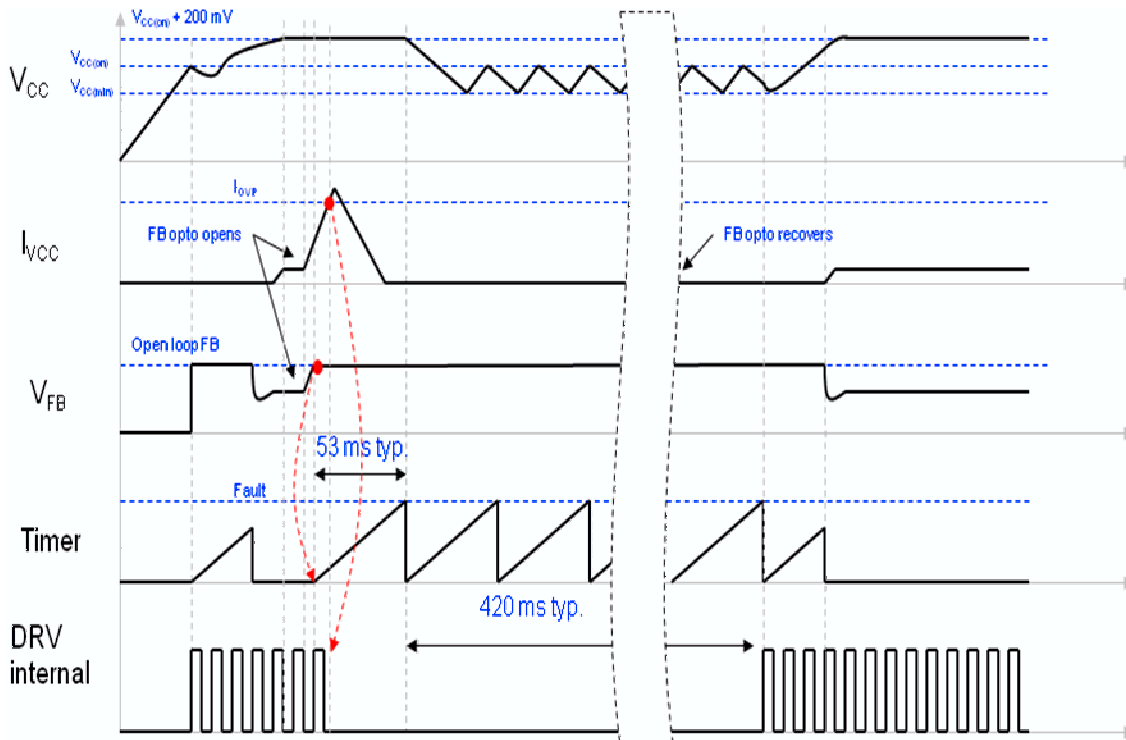 VCC(on) + 200 mV
VCC(on)
VCC(min)
VCC
IOVP
FB opto opens
FB opto recovers
IVCC
Open loop FB
VFB
53 ms typ.
Fault
Timer
420 ms typ.
DRV
internal